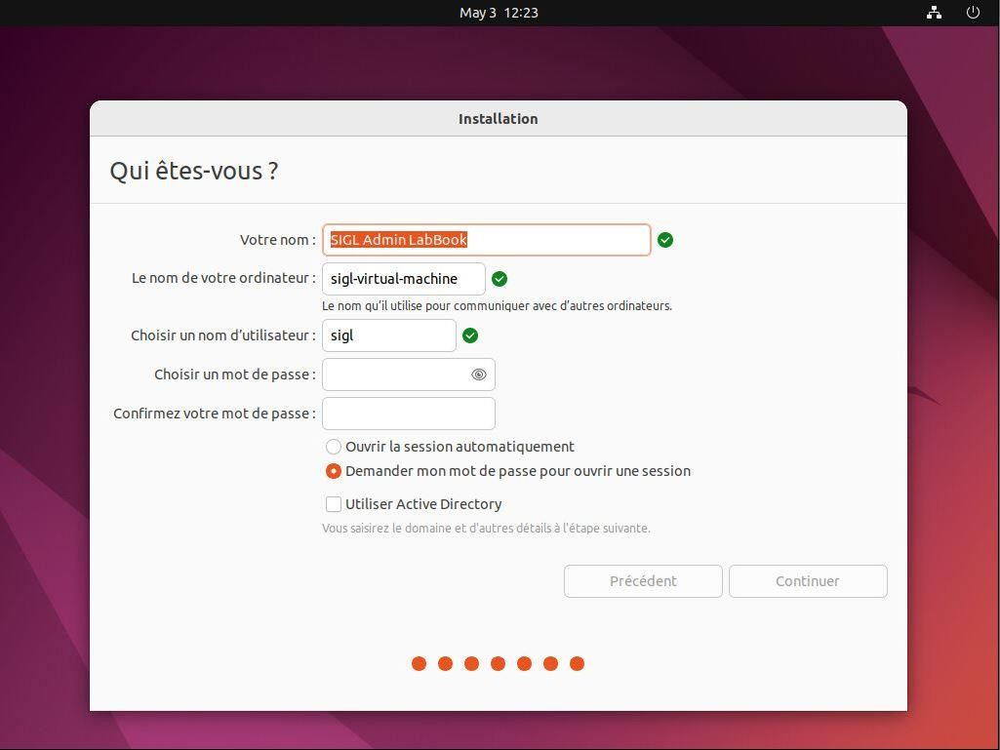 May 3 12:23
Installation
Qui êtes-vous ?
Votre nom : SIGL Admin LabBook
Le nom de votre ordinateur : sigl-virtual-machine
Le nom qu’il utilise pour communiquer avec d’autres ordinateurs.
Choisir un nom d’utilisateur : sigl
Choisir un mot de passe :
Confirmez votre mot de passe :
Ouvrir la session automatiquement
Demander mon mot de passe pour ouvrir une session
Utiliser Active Directory
Vous saisirez le domaine et d'autres détails à l'étape suivante.
Précédent Continuer